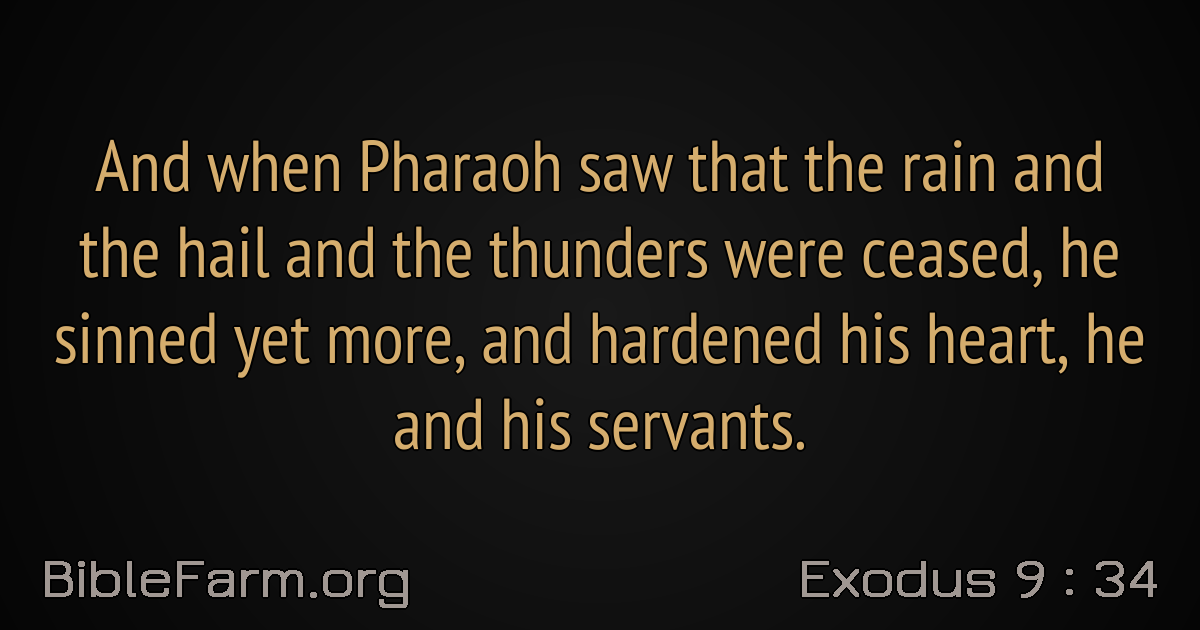 And when Pharaoh saw that the rain and
the hail and the thunders were ceased, he
sinned yet more, and hardened his heart, he
and his servants.
BibleFarm.org
Exodus 9 : 34